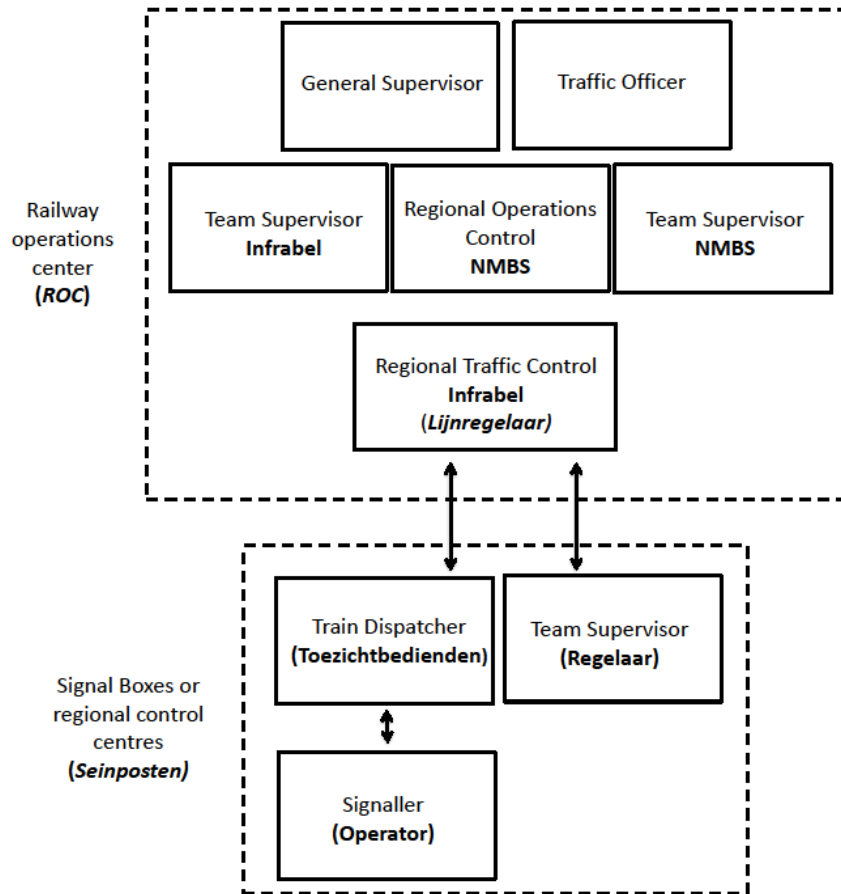 General Supervisor
Traffic Officer
Team Supervisor
Infrabel
Regional Operations
Control
NMBS
Team Supervisor
NMBS
Railway
operations
center
(ROC)
Regional Traffic Control
Infrabel
(Lijnregelaar)
Train Dispatcher
(Toezichtbedienden)
Team Supervisor
(Regelaar)
Signal Boxes or
regional control
centres
(Seinposten)
Signaller
(Operator)